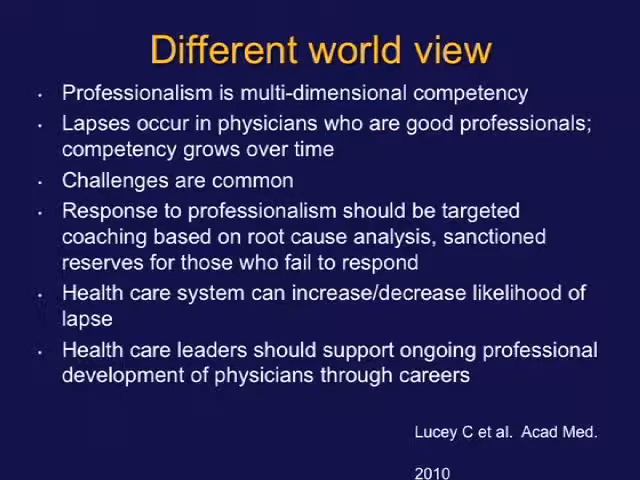 Different world view
• Professionalism is multi-dimensional competency
• Lapses occur in physicians who are good professionals;
competency grows over time
• Challenges are common
• Response to professionalism should be targeted
coaching based on root cause analysis, sanctioned
reserves for those who fail to respond
• Health care system can increase/decrease likelihood of
lapse
• Health care leaders should support ongoing professional
development of physicians through careers
Lucey C et al. Acad Med.
2010